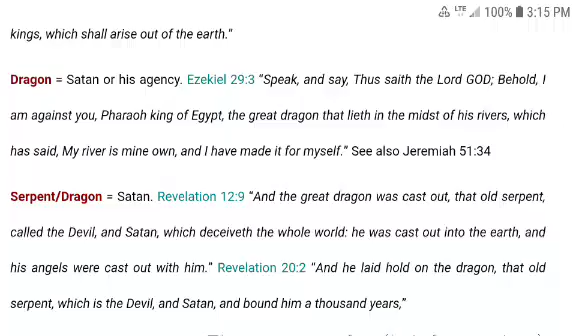 LTE 100% 3:15 PM
kings, which shall arise out of the earth."
Dragon = Satan or his agency. Ezekiel 29:3 "Speak, and say, Thus saith the Lord GOD; Behold, I
am against you, Pharaoh king of Egypt, the great dragon that lieth in the midst of his rivers, which
has said, My river is mine own, and I have made it for myself." See also Jeremiah 51:34
Serpent/Dragon = Satan. Revelation 12:9 "And the great dragon was cast out, that old serpent,
called the Devil, and Satan, which deceiveth the whole world: he was cast out into the earth, and
his angels were cast out with him." Revelation 20:2 "And he laid hold on the dragon, that old
serpent, which is the Devil, and Satan, and bound him a thousand years,"